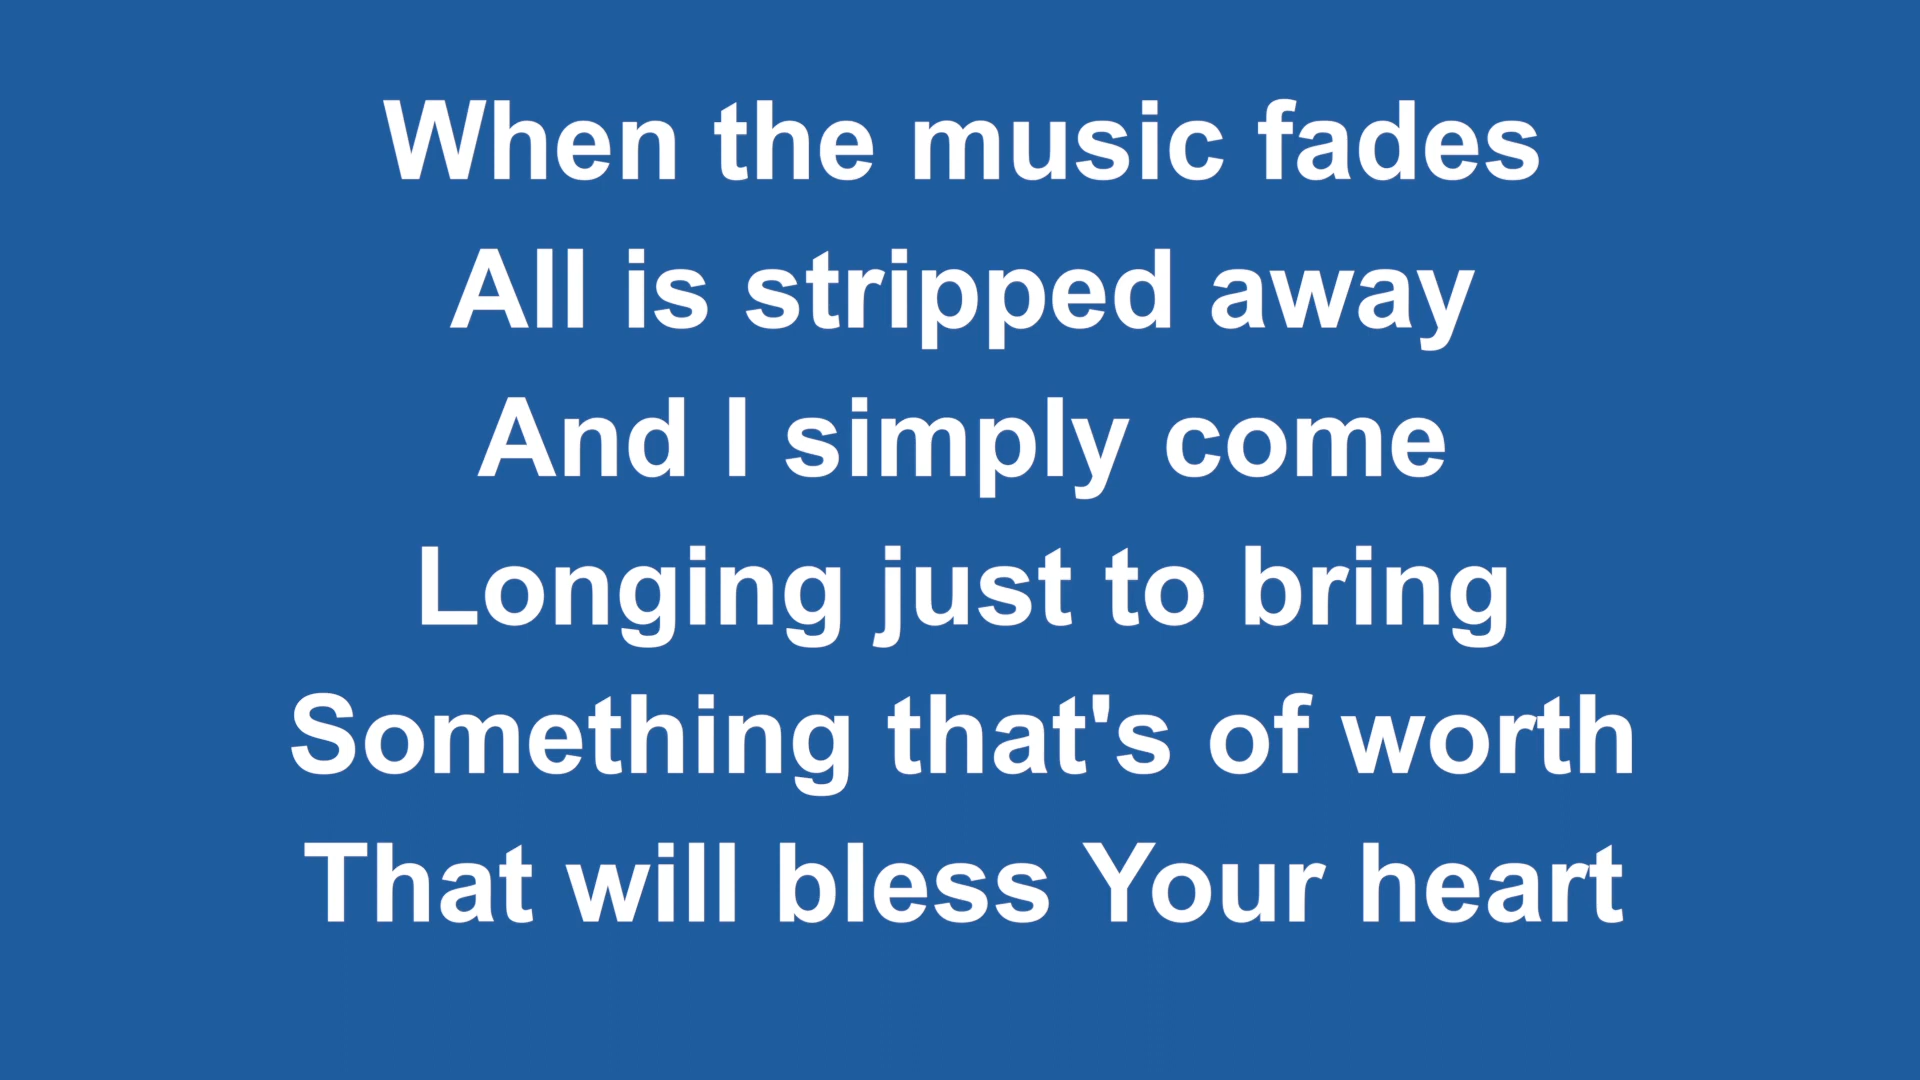 When the music fades
All is stripped away
And I simply come
Longing just to bring
Something that's of worth
That will bless Your heart